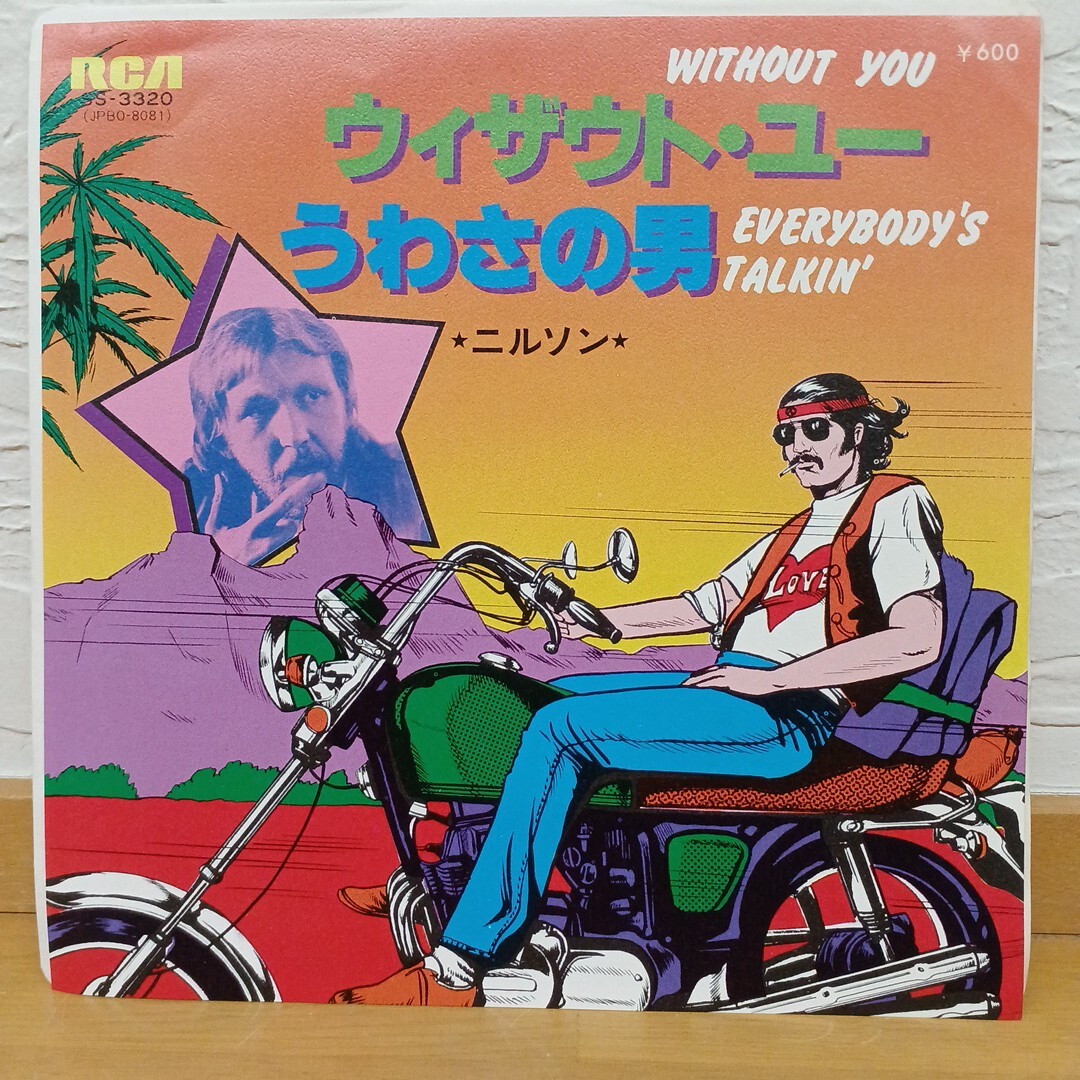 RCA
SS-3320
(JPBO-8081)
WITHOUT YOU
￥600
ウィザウト・ユー
うわさの男
EVERYBODY'S
TALKIN'
★ニルソン★
LOVE